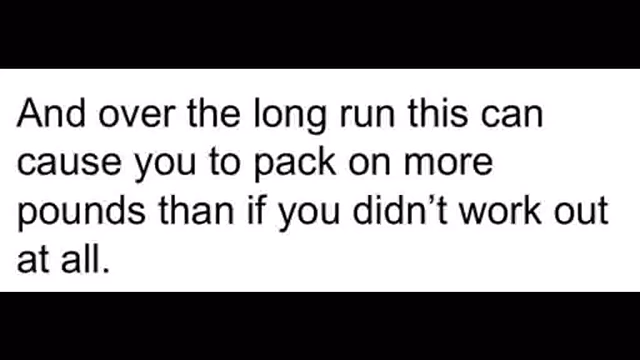 And over the long run this can
cause you to pack on more
pounds than if you didn’t work out
at all.